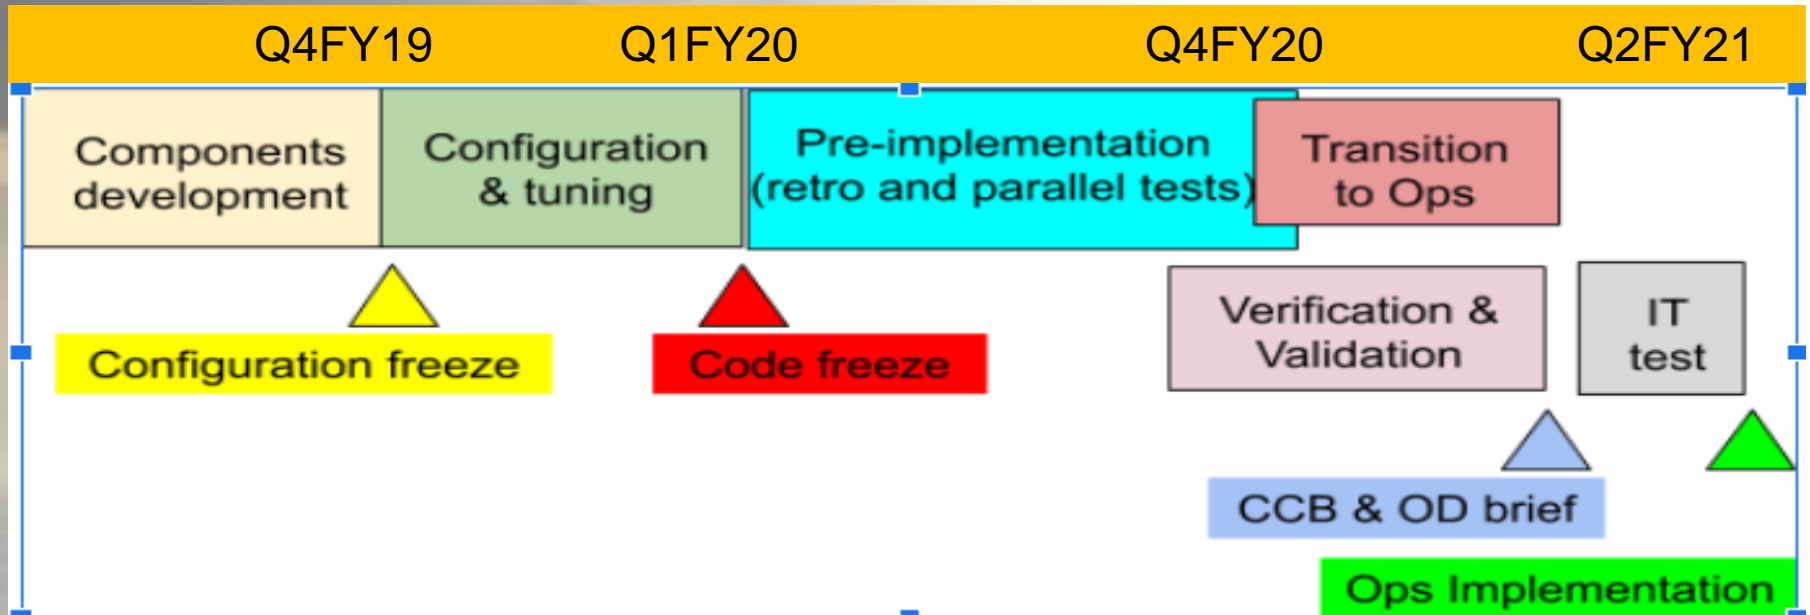 Q4FY19 Q1FY20 Q4FY20 Q2FY21
Components
development
Configuration
& tuning
Pre-implementation
(retro and parallel tests)
Transition
to Ops
Configuration freeze
Code freeze
Verification &
Validation
IT
test
CCB & OD brief
Ops Implementation